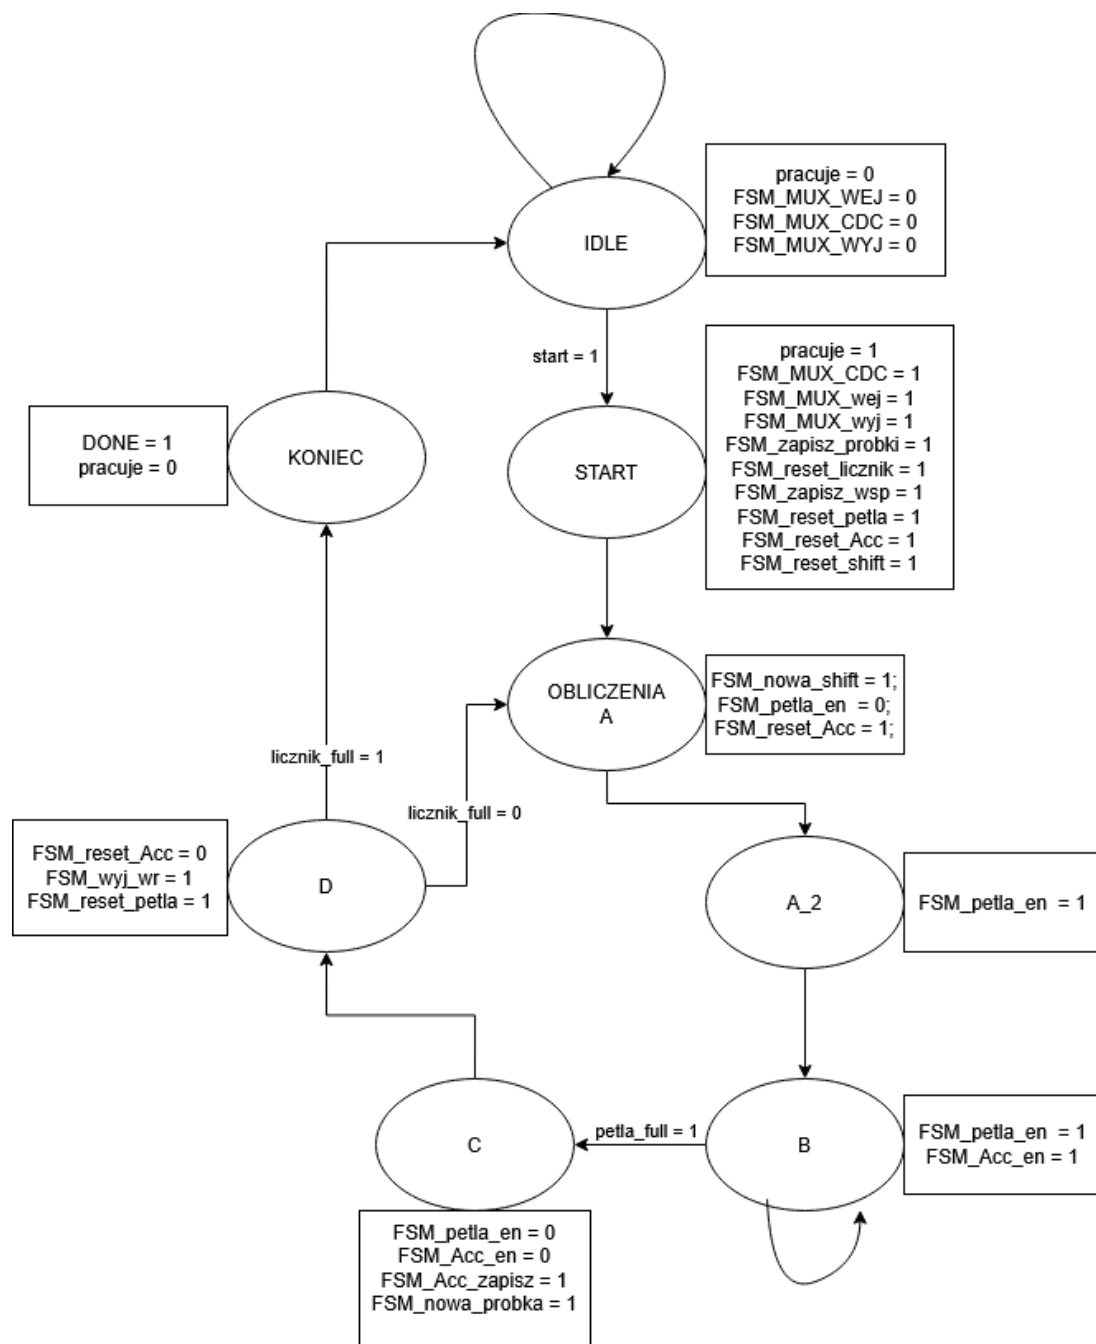 IDLE
pracuje = 0
FSM_MUX_WEJ = 0
FSM_MUX_CDC = 0
FSM_MUX_WYJ = 0
start = 1
START
pracuje = 1
FSM_MUX_CDC = 1
FSM_MUX_wej = 1
FSM_MUX_wyj = 1
FSM_zapisz_probki = 1
FSM_reset_licznik = 1
FSM_zapisz_wsp = 1
FSM_reset_petla = 1
FSM_reset_Acc = 1
FSM_reset_shift = 1
DONE = 1
pracuje = 0
KONIEC
OBLICZENIA
A
FSM_nowa_shift = 1;
FSM_petla_en = 0;
FSM_reset_Acc = 1;
licznik_full = 1
licznik_full = 0
FSM_reset_Acc = 0
FSM_wyj_wr = 1
FSM_reset_petla = 1
D
A_2
FSM_petla_en = 1
C
petla_full = 1
B
FSM_petla_en = 1
FSM_Acc_en = 1
FSM_petla_en = 0
FSM_Acc_en = 0
FSM_Acc_zapisz = 1
FSM_nowa_probka = 1